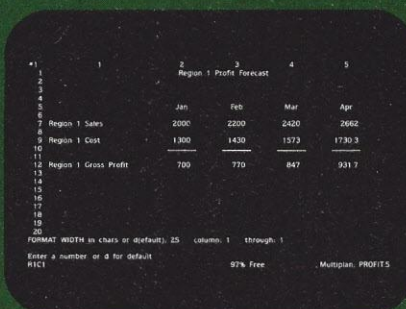 #1 1 2 3 4 5
1 Region 1 Profit Forecast
2
3
4
5 Jan Feb Mar Apr
6
7 Region 1 Sales 2000 2200 2420 2662
8
9 Region 1 Cost 1300 1430 1573 1730.3
10
11
12 Region 1 Gross Profit 700 770 847 931.7
13
14
15
16
17
18
19
20
FORMAT WIDTH in chars or d(efault): 25 column: 1 through: 1
Enter a number or d for default
R1C1 97% Free Multiplan: PROFITS